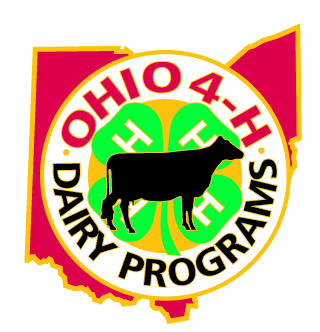 OHIO 4-H
H H
H
DAIRY PROGRAMS